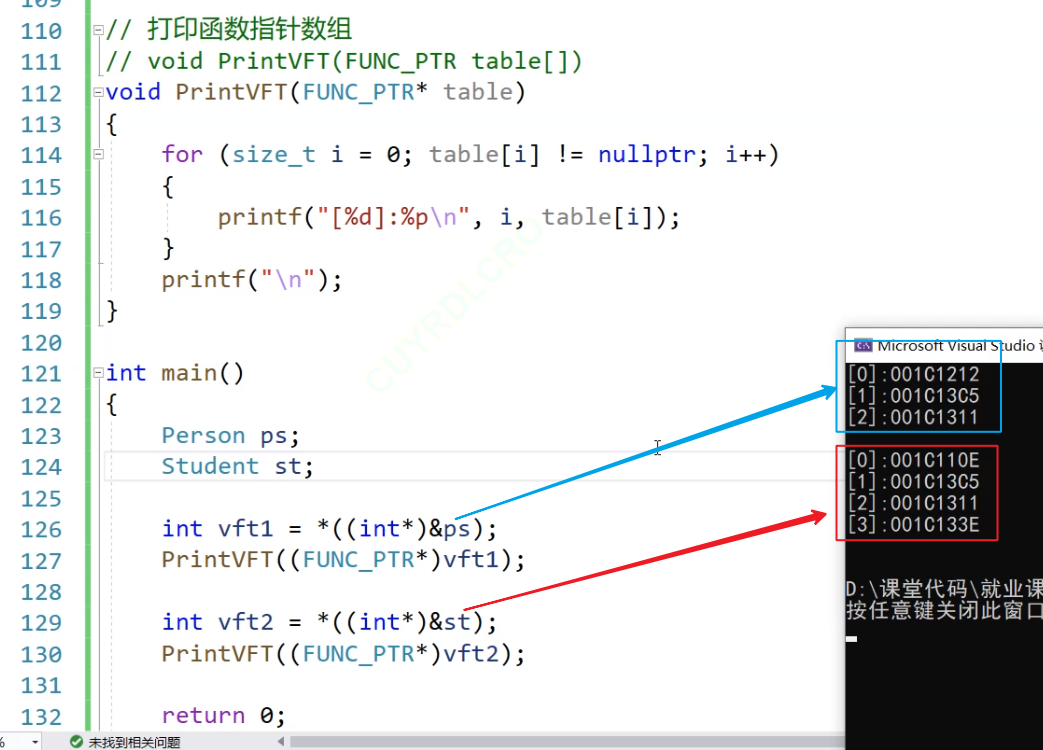 109
110 // 打印函数指针数组
111 // void PrintVFT(FUNC_PTR table[])
112 void PrintVFT(FUNC_PTR* table)
113 {
114 for (size_t i = 0; table[i] != nullptr; i++)
115 {
116 printf("[%d]:%p\n", i, table[i]);
117 }
118 printf("\n");
119 }
120
121 int main()
122 {
123 Person ps;
124 Student st;
125
126 int vft1 = *((int*)&ps);
127 PrintVFT((FUNC_PTR*)vft1);
128
129 int vft2 = *((int*)&st);
130 PrintVFT((FUNC_PTR*)vft2);
131
132 return 0;
% 未找到相关问题
Microsoft Visual Studio
[0]:001C1212
[1]:001C13C5
[2]:001C1311
[0]:001C110E
[1]:001C13C5
[2]:001C1311
[3]:001C133E
D:\课堂代码\就业课
按任意键关闭此窗口